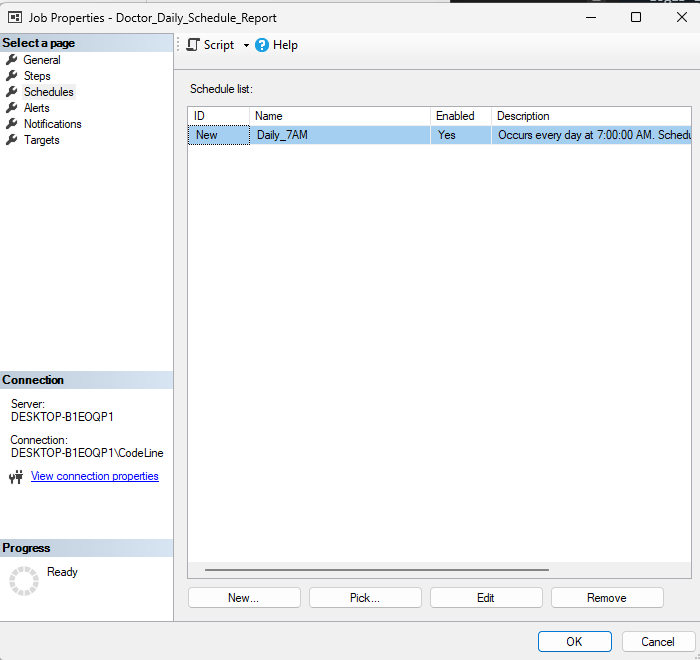 Job Properties - Doctor_Daily_Schedule_Report
Select a page
General
Steps
Schedules
Alerts
Notifications
Targets
Script
Help
Schedule list:
ID Name Enabled Description
New Daily_7AM Yes Occurs every day at 7:00:00 AM. Schedu
Connection
Server:
DESKTOP-B1EOQP1
Connection:
DESKTOP-B1EOQP1\CodeLine
View connection properties
Progress
Ready
New... Pick... Edit Remove
OK Cancel